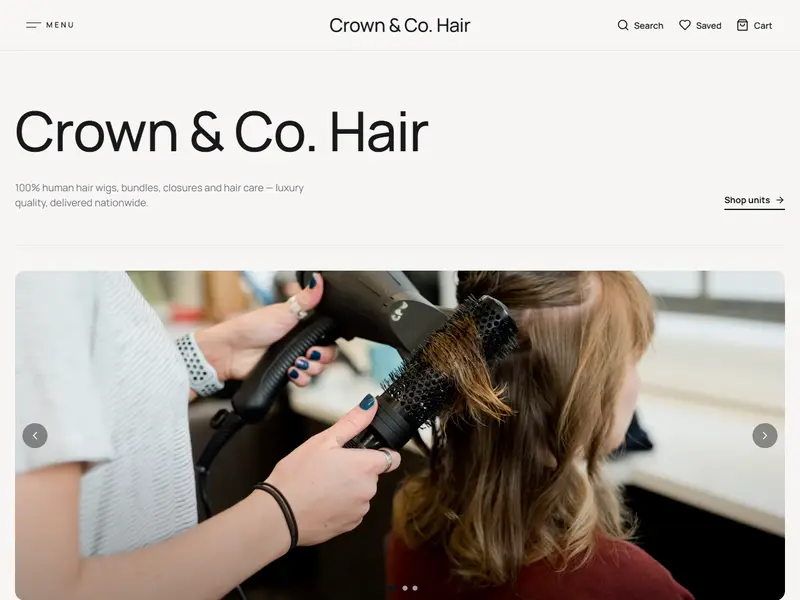 MENU
Crown & Co. Hair
Search
Saved
Cart
Crown & Co. Hair
100% human hair wigs, bundles, closures and hair care — luxury
quality, delivered nationwide.
Shop units